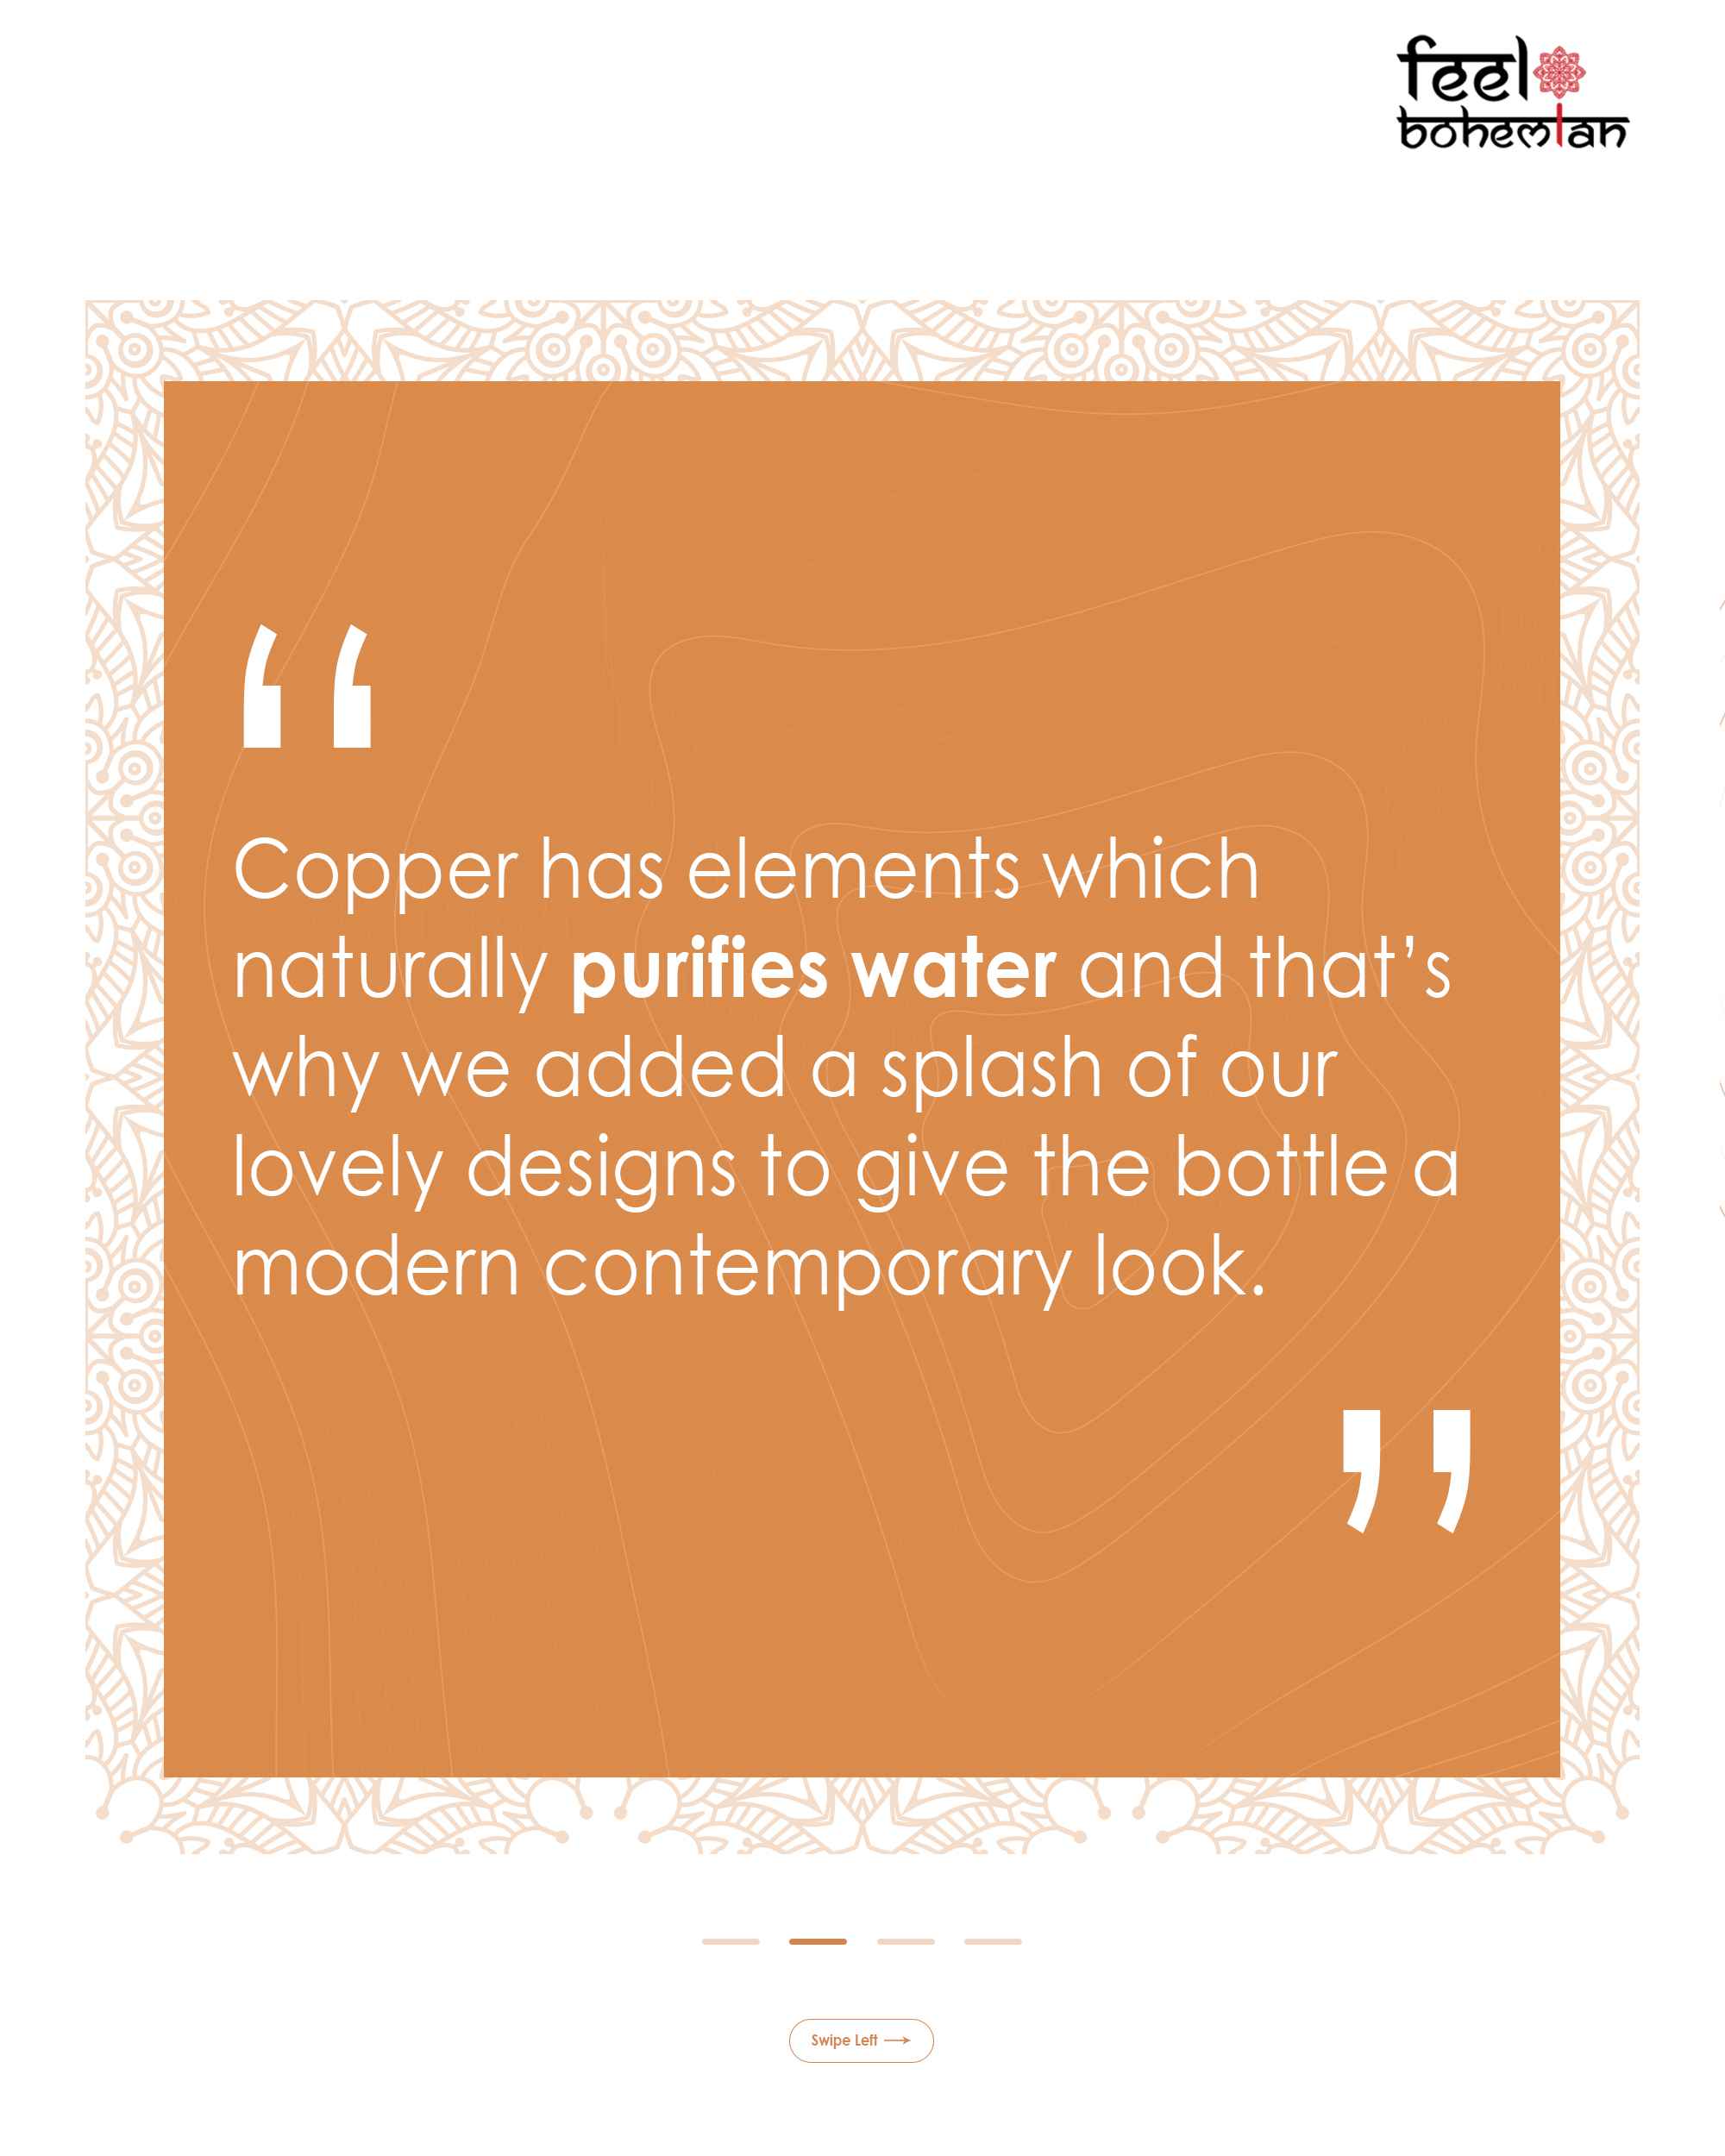 feel
bohemian
“
Copper has elements which
naturally purifies water and that’s
why we added a splash of our
lovely designs to give the bottle a
modern contemporary look.
”
Swipe Left →